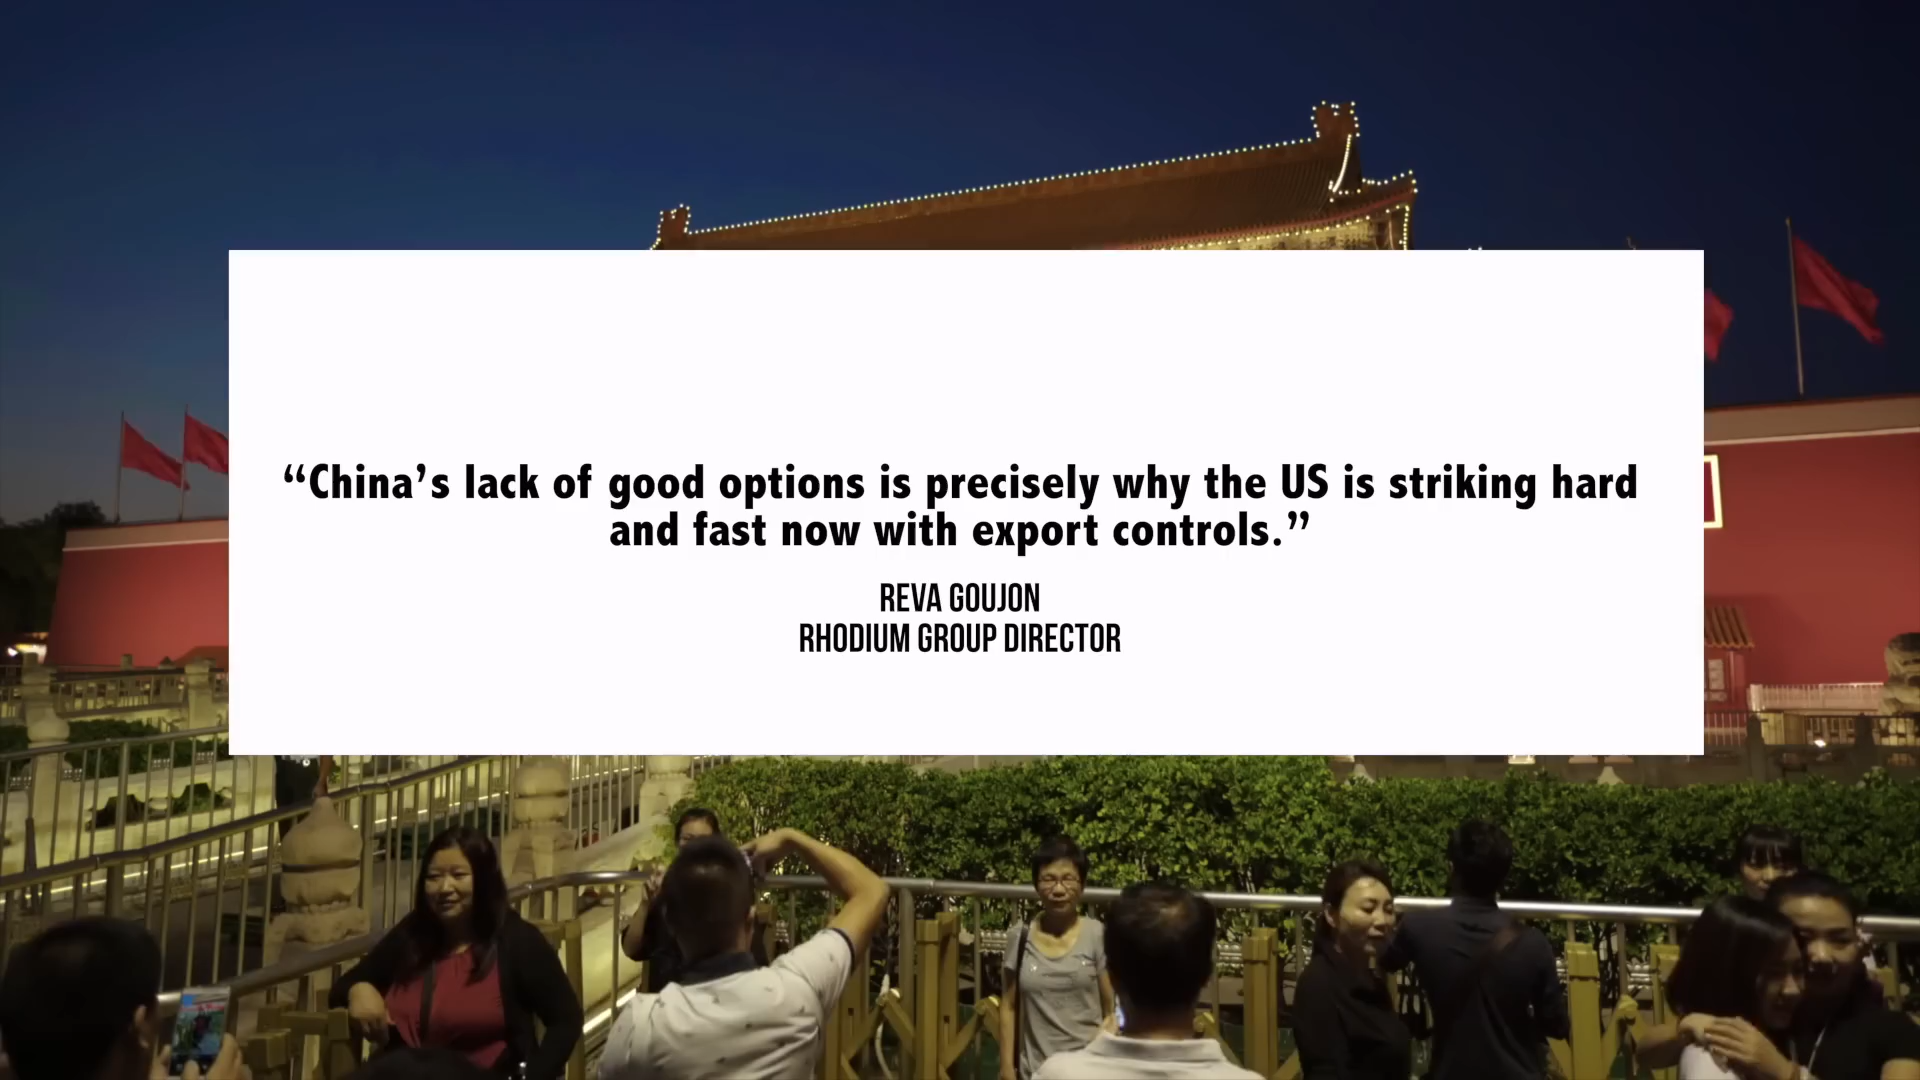 “China’s lack of good options is precisely why the US is striking hard
and fast now with export controls.”
REVA GOUJON
RHODIUM GROUP DIRECTOR